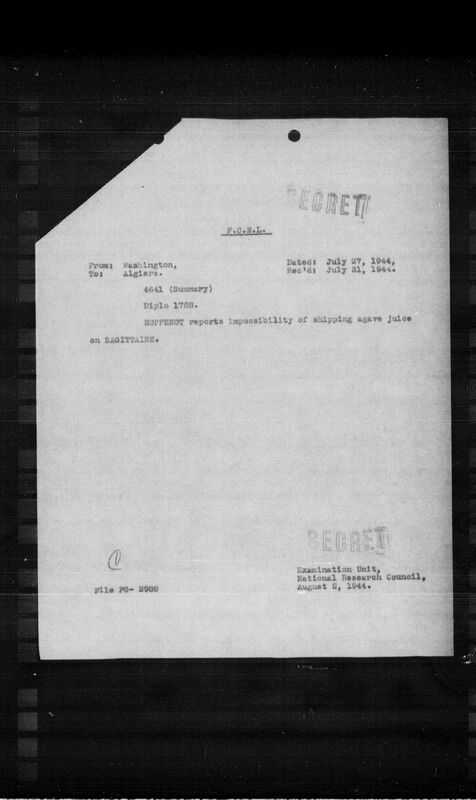 SECRET
F.C.N.L.
From: Washington,
To: Algiers.
Dated: July 27, 1944,
Rec'd: July 31, 1944.
4641 (Summary)
Diplo 1768.
HOPPENOT reports impossibility of shipping agave juice
on SAGITTAIRE.
SECRET
C
Examination Unit,
National Research Council,
August 2, 1944.
File FG- 2988